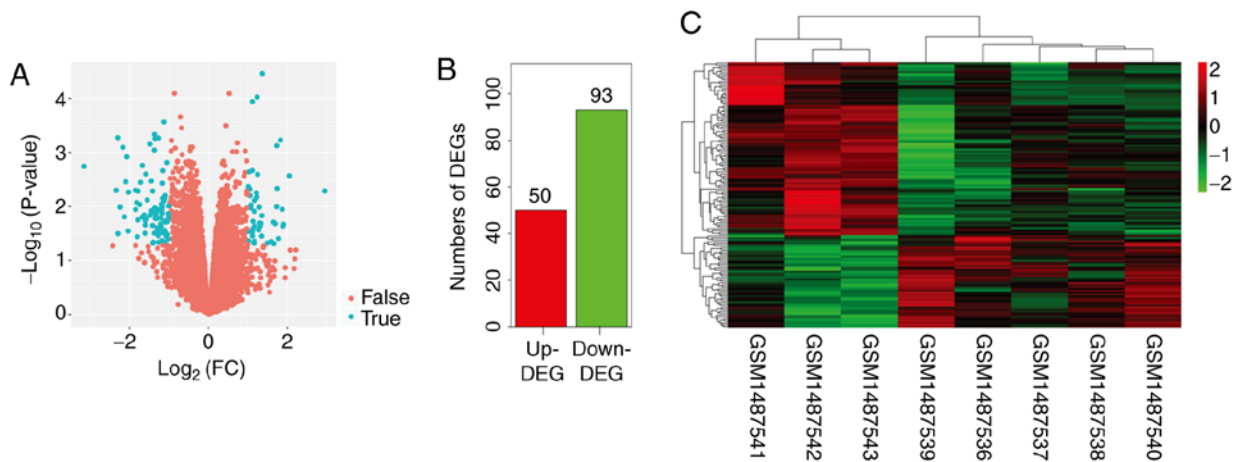 A
4
3
2
1
0
−Log10 (P-value)
−2
0
2
Log2 (FC)
False
True
B
Numbers of DEGs
100
80
60
40
20
0
50
93
Up-
DEG
Down-
DEG
C
2
1
0
−1
−2
GSM1487541
GSM1487542
GSM1487543
GSM1487539
GSM1487536
GSM1487537
GSM1487538
GSM1487540